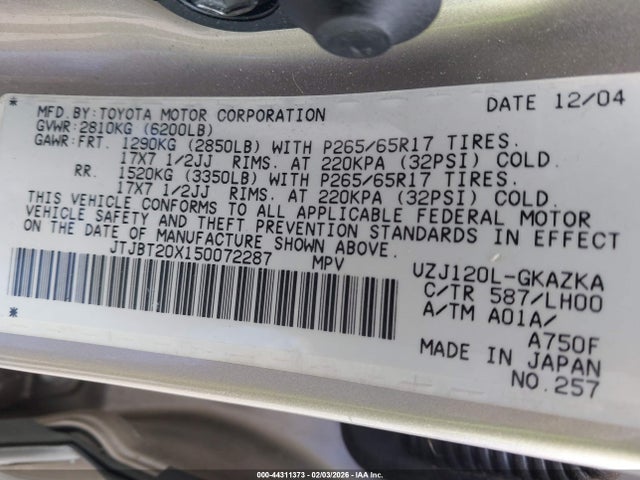 DATE 12/04
MFD.BY:TOYOTA MOTOR CORPORATION
GVWR:2810KG (6200LB)
GAWR:FRT. 1290KG (2850LB) WITH P265/65R17 TIRES.
17X7 1/2JJ RIMS. AT 220KPA (32PSI) COLD.
RR. 1520KG (3350LB) WITH P265/65R17 TIRES.
17X7 1/2JJ RIMS. AT 220KPA (32PSI) COLD.
THIS VEHICLE CONFORMS TO ALL APPLICABLE FEDERAL MOTOR
VEHICLE SAFETY AND THEFT PREVENTION STANDARDS IN EFFECT
ON THE DATE OF MANUFACTURE SHOWN ABOVE.
*JTJBT20X150072287* MPV
UZJ120L-GKAZKA
C/TR 587/LH00
A/TM A01A/
A750F
MADE IN JAPAN
NO.257
000-44311373 - 02/03/2026 - IAA Inc.